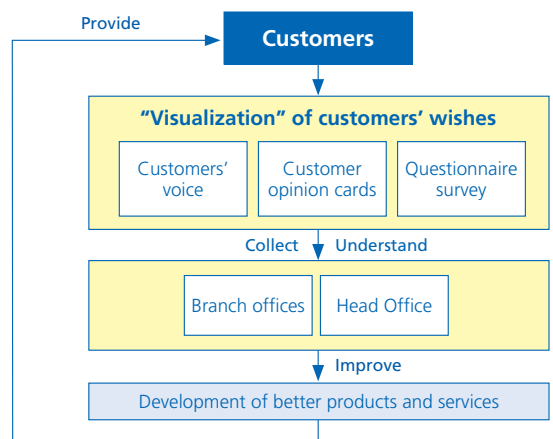 Provide
Customers
“Visualization” of customers’ wishes
Customers’
voice
Customer
opinion cards
Questionnaire
survey
Collect
Understand
Branch offices
Head Office
Improve
Development of better products and services